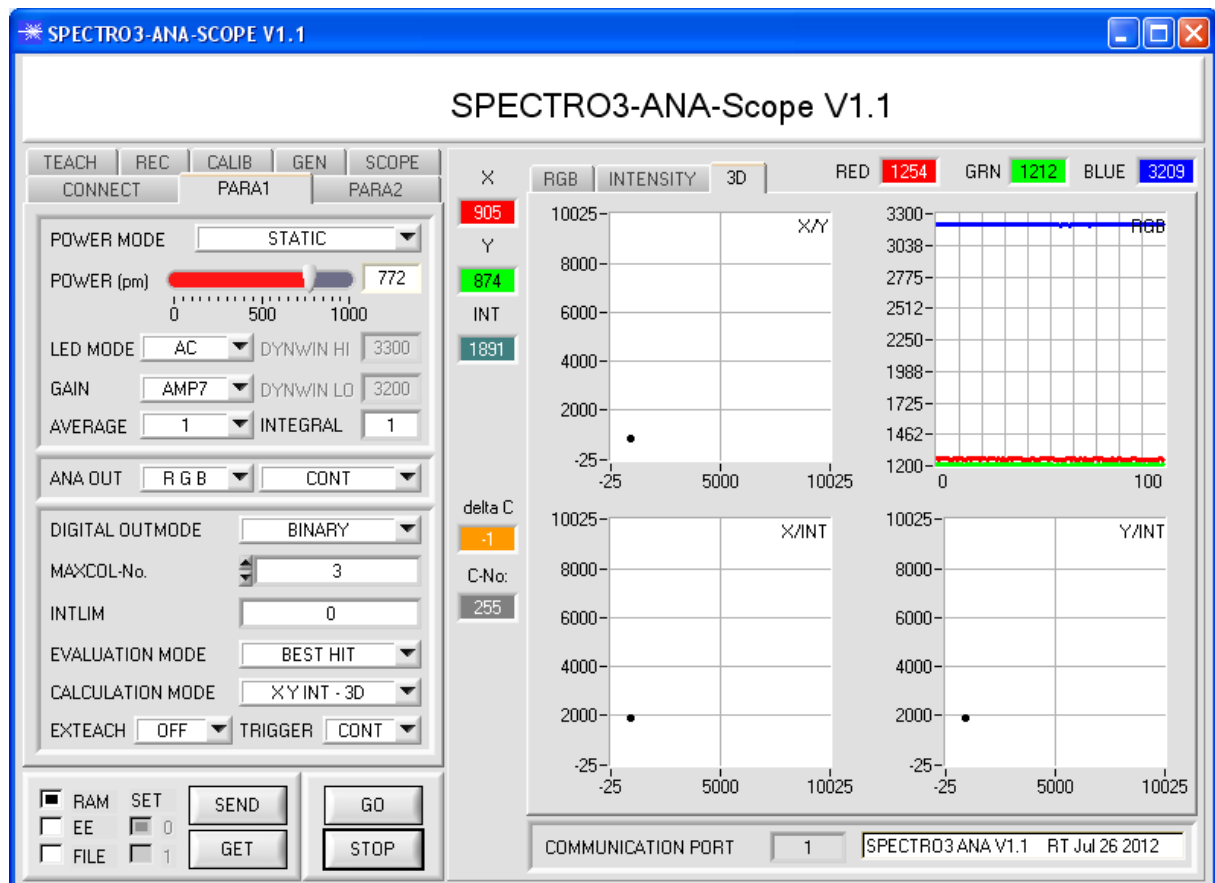 SPECTRO3-ANA-SCOPE V1.1
SPECTRO3-ANA-Scope V1.1
TEACH REC CALIB GEN SCOPE
CONNECT PARA1 PARA2
POWER MODE STATIC
POWER (pm) 772
0 500 1000
LED MODE AC DYNWIN HI 3300
GAIN AMP7 DYNWIN LO 3200
AVERAGE 1 INTEGRAL 1
ANA OUT R G B CONT
DIGITAL OUTMODE BINARY
MAXCOL-No. 3
INTLIM 0
EVALUATION MODE BEST HIT
CALCULATION MODE X Y INT - 3D
EXTEACH OFF TRIGGER CONT
RAM SET SEND GO
EE 0
FILE 1 GET STOP
X
905
Y
874
INT
1891
delta C
-1
C-No:
255
RGB INTENSITY 3D RED 1254 GRN 1212 BLUE 3209
X/Y
10025
8000
6000
4000
2000
-25
-25 5000 10025
RGB
3300
3038
2775
2512
2250
1988
1725
1462
1200
0 100
X/INT
10025
8000
6000
4000
2000
-25
-25 5000 10025
Y/INT
10025
8000
6000
4000
2000
-25
-25 5000 10025
COMMUNICATION PORT 1 SPECTRO3 ANA V1.1 RT Jul 26 2012